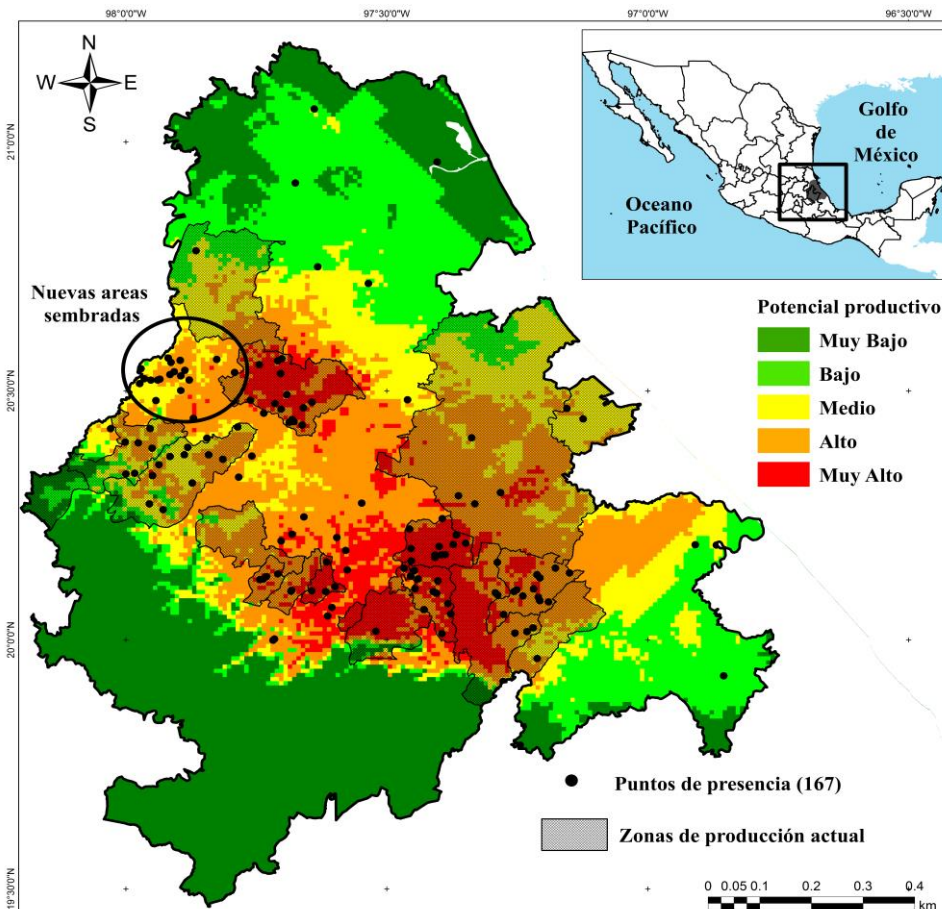 98°0'0"W
97°30'0"W
97°0'0"W
96°30'0"W
N
W
E
S
Golfo
de
México
Oceano
Pacífico
21°0'0"N
Nuevas areas
sembradas
Potencial productivo
Muy Bajo
Bajo
Medio
Alto
Muy Alto
20°30'0"N
20°0'0"N
Puntos de presencia (167)
Zonas de producción actual
19°30'0"N
0 0.05 0.1 0.2 0.3 0.4
km